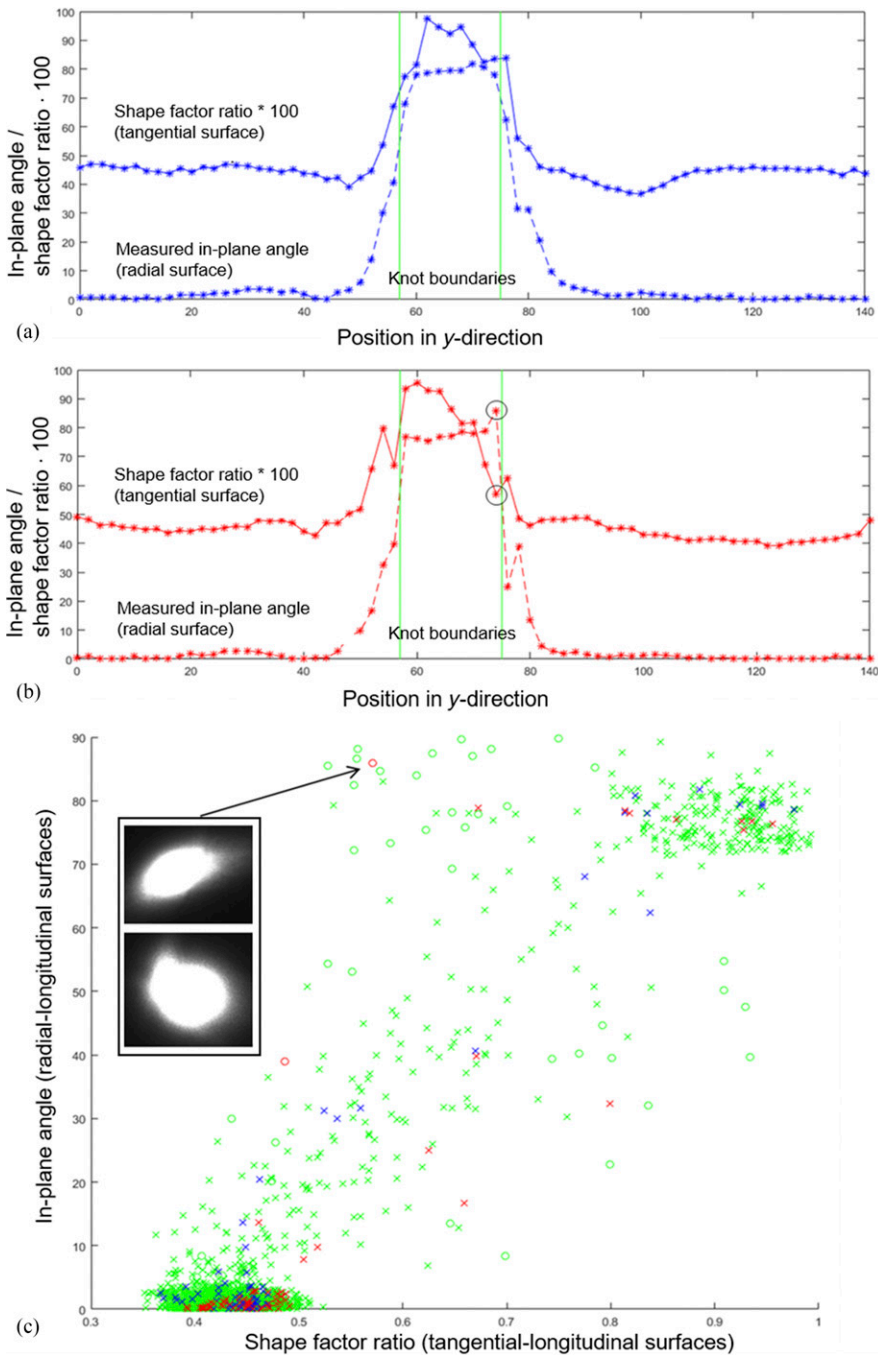 100
90
80
70
60
50
40
30
20
10
0
In-plane angle /
shape factor ratio · 100
Shape factor ratio * 100
(tangential surface)
Measured in-plane angle
(radial surface)
Knot boundaries
0 20 40 60 80 100 120 140
(a)
Position in y-direction
100
90
80
70
60
50
40
30
20
10
0
In-plane angle /
shape factor ratio · 100
Shape factor ratio * 100
(tangential surface)
Measured in-plane angle
(radial surface)
Knot boundaries
0 20 40 60 80 100 120 140
(b)
Position in y-direction
90
80
70
60
50
40
30
20
10
0
In-plane angle (radial-longitudinal surfaces)
0.3 0.4 0.5 0.6 0.7 0.8 0.9 1
(c)
Shape factor ratio (tangential-longitudinal surfaces)